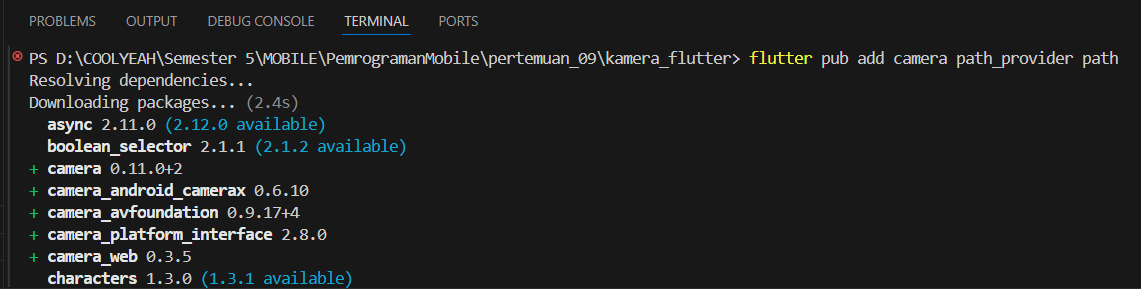 PROBLEMS OUTPUT DEBUG CONSOLE TERMINAL PORTS
PS D:\COOLYEAH\Semester 5\MOBILE\PemrogramanMobile\pertemuan_09\kamera_flutter> flutter pub add camera path_provider path
Resolving dependencies...
Downloading packages... (2.4s)
async 2.11.0 (2.12.0 available)
boolean_selector 2.1.1 (2.1.2 available)
+ camera 0.11.0+2
+ camera_android_camerax 0.6.10
+ camera_avfoundation 0.9.17+4
+ camera_platform_interface 2.8.0
+ camera_web 0.3.5
characters 1.3.0 (1.3.1 available)